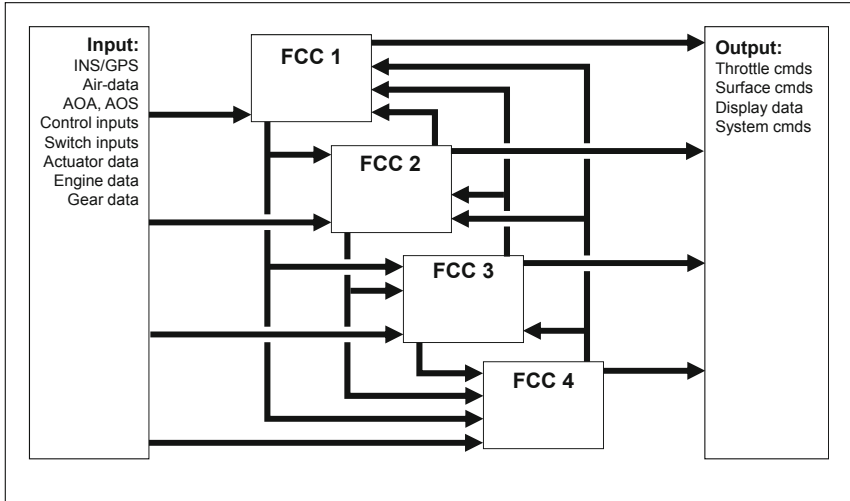 Input:
INS/GPS
Air-data
AOA, AOS
Control inputs
Switch inputs
Actuator data
Engine data
Gear data
FCC 1
FCC 2
FCC 3
FCC 4
Output:
Throttle cmds
Surface cmds
Display data
System cmds